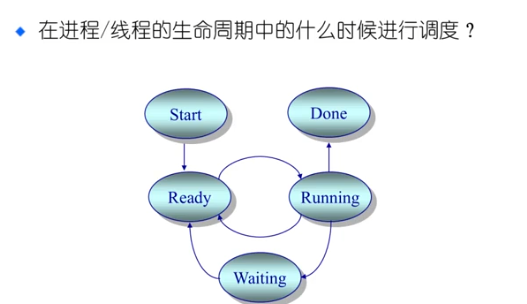 在进程/线程的生命周期中的什么时候进行调度？
Start
Done
Ready
Running
Waiting